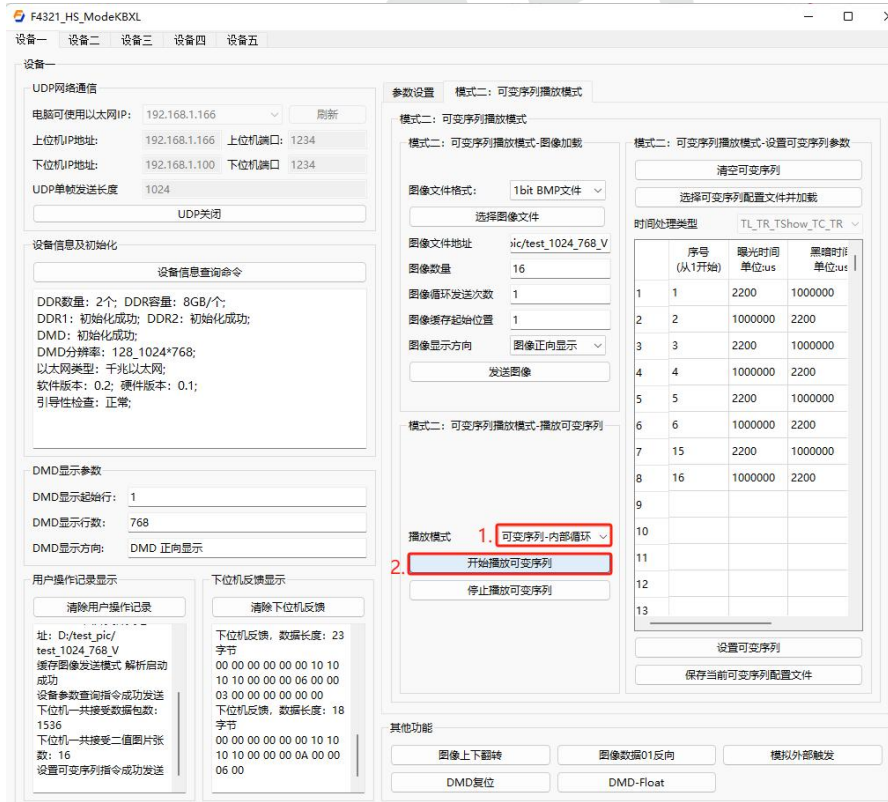 F4321_HS_ModeKBXL
设备一 设备二 设备三 设备四 设备五
设备一
UDP网络通信
电脑可使用以太网IP: 192.168.1.166 刷新
上位机IP地址: 192.168.1.166 上位机端口: 1234
下位机IP地址: 192.168.1.100 下位机端口 1234
UDP单帧发送长度 1024
UDP关闭
设备信息及初始化
设备信息查询命令
DDR数量：2个; DDR容量：8GB/个;
DDR1：初始化成功; DDR2：初始化成功;
DMD：初始化成功;
DMD分辨率：128_1024*768;
以太网类型：千兆以太网;
软件版本：0.2; 硬件版本：0.1;
引导性检查：正常;
DMD显示参数
DMD显示起始行: 1
DMD显示行数: 768
DMD显示方向: DMD 正向显示
用户操作记录显示
清除用户操作记录
址：D:/test_pic/
test_1024_768_V
缓存图像发送模式 解析启动
成功
设备参数查询指令成功发送
下位机一共接受数据包数:
1536
下位机一共接受二值图片张
数：16
设置可变序列指令成功发送
下位机反馈显示
清除下位机反馈
下位机反馈，数据长度：23
字节
00 00 00 00 00 00 10 10
10 10 00 00 00 06 00 00
03 00 00 00 00 00 00
下位机反馈，数据长度：18
字节
00 00 00 00 00 00 10 10
10 10 00 00 00 0A 00 00
06 00
参数设置 模式二：可变序列播放模式
模式二：可变序列播放模式
模式二：可变序列播放模式-图像加载
图像文件格式: 1bit BMP文件
选择图像文件
图像文件地址 pic/test_1024_768_V
图像数量 16
图像循环发送次数 1
图像缓存起始位置 1
图像显示方向 图像正向显示
发送图像
模式二：可变序列播放模式-播放可变序列
播放模式 1. 可变序列-内部循环
2. 开始播放可变序列
停止播放可变序列
模式二：可变序列播放模式-设置可变序列参数
清空可变序列
选择可变序列配置文件并加载
时间处理类型 TL_TR_TShow_TC_TR
序号 曝光时间 黑暗时间
(从1开始) 单位:us 单位:us
1 1 2200 1000000
2 2 1000000 2200
3 3 2200 1000000
4 4 1000000 2200
5 5 2200 1000000
6 6 1000000 2200
7 15 2200 1000000
8 16 1000000 2200
9
10
11
12
13
设置可变序列
保存当前可变序列配置文件
其他功能
图像上下翻转 图像数据01反向 模拟外部触发
DMD复位 DMD-Float